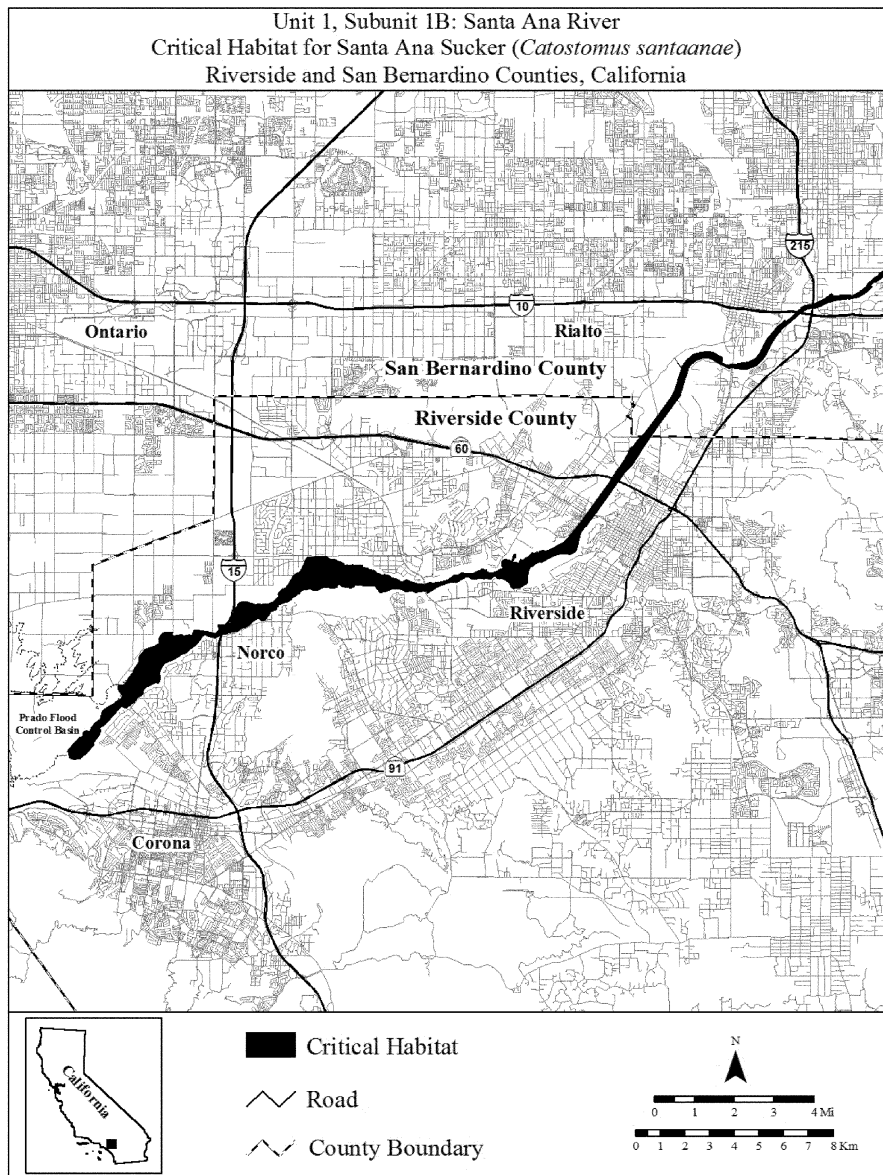 Unit 1, Subunit 1B: Santa Ana River
Critical Habitat for Santa Ana Sucker (Catostomus santaanae)
Riverside and San Bernardino Counties, California
215
10
Ontario
Rialto
San Bernardino County
Riverside County
60
15
Riverside
Norco
Prado Flood
Control Basin
91
Corona
California
Critical Habitat
Road
County Boundary
N
0 1 2 3 4 Mi
0 1 2 3 4 5 6 7 8 Km